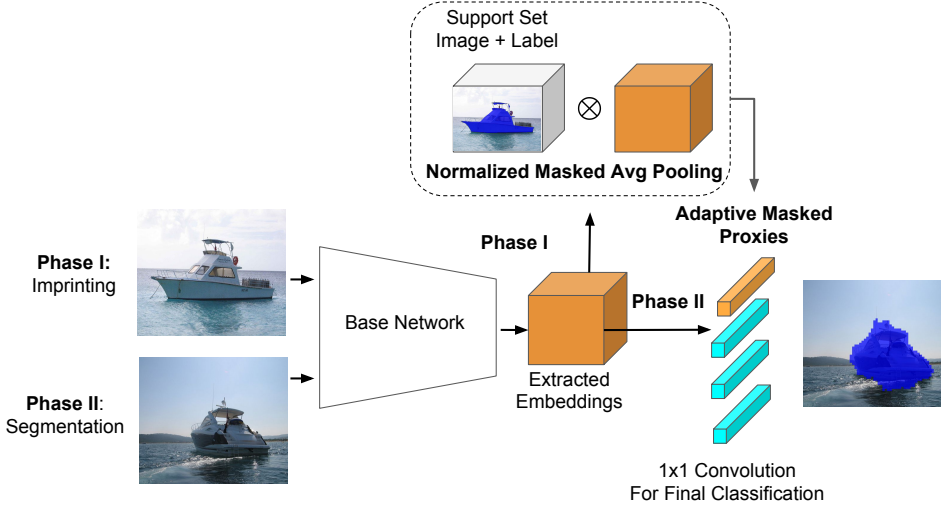 Support Set
Image + Label
Normalized Masked Avg Pooling
Adaptive Masked
Proxies
Phase I
Phase I:
Imprinting
Base Network
Phase II
Extracted
Embeddings
Phase II:
Segmentation
1x1 Convolution
For Final Classification